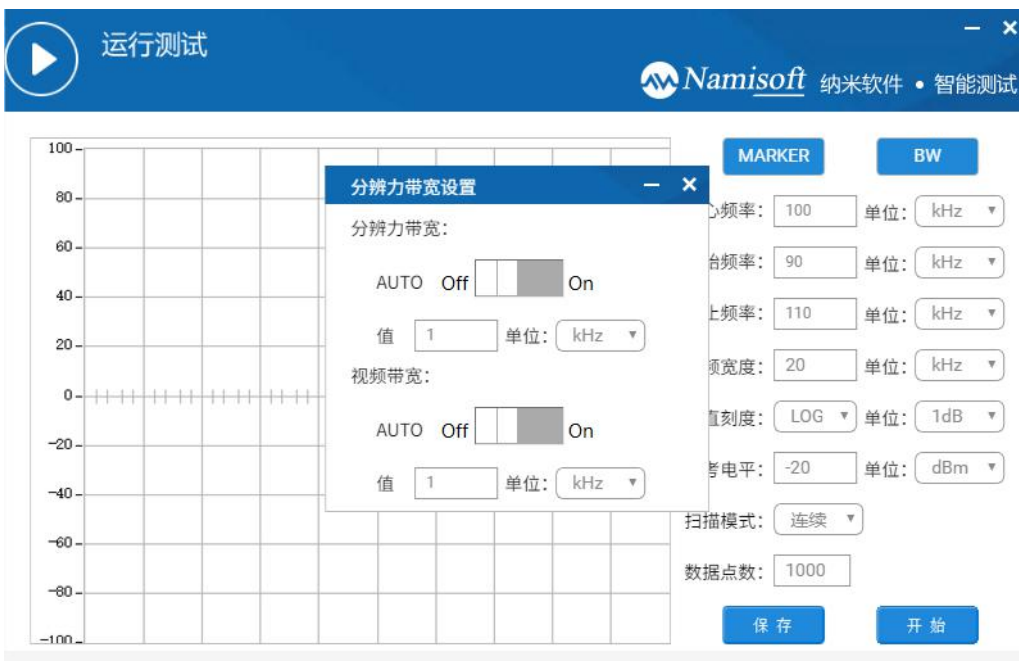 运行测试
Namisoft 纳米软件 • 智能测试
MARKER BW
100
80
60
40
20
0
-20
-40
-60
-80
-100
分辨力带宽设置
分辨力带宽：
AUTO Off On
值 1 单位： kHz
视频带宽：
AUTO Off On
值 1 单位： kHz
心频率： 100 单位： kHz
始频率： 90 单位： kHz
止频率： 110 单位： kHz
频宽度： 20 单位： kHz
直刻度： LOG 单位： 1dB
考电平： -20 单位： dBm
扫描模式： 连续
数据点数： 1000
保存 开始